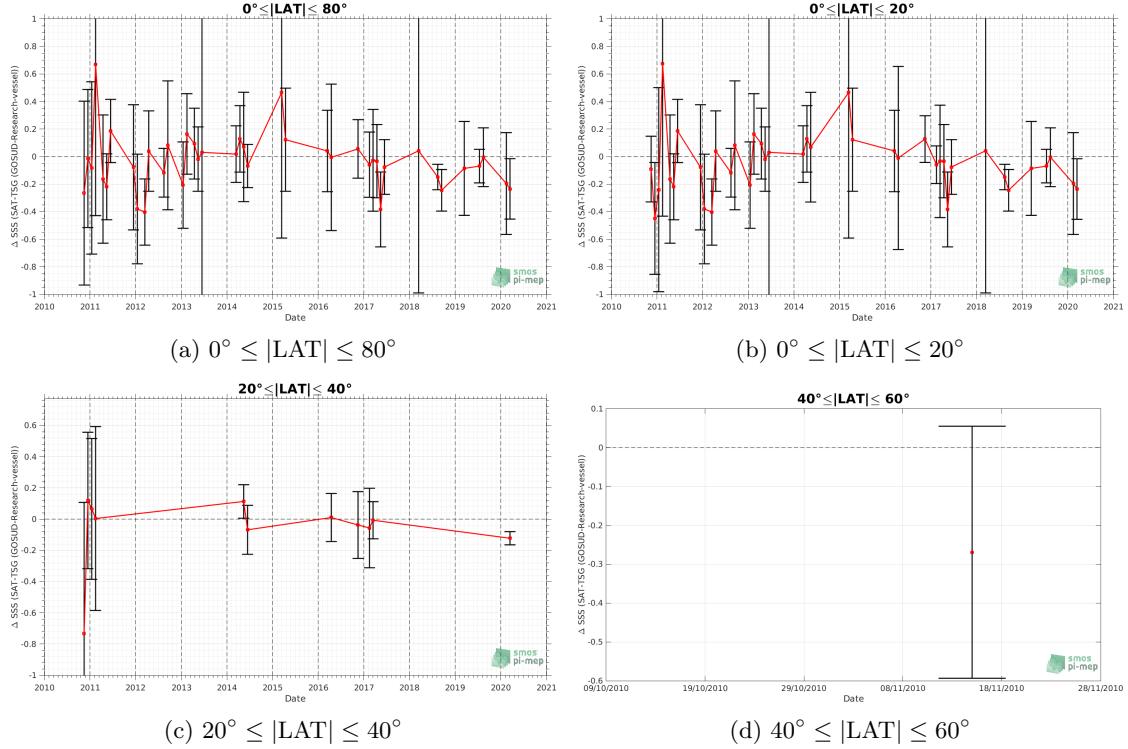 0°≤|LAT|≤ 80°
Δ SSS (SAT-TSG (GOSUD-Research-vessel))
1
0.8
0.6
0.4
0.2
0
-0.2
-0.4
-0.6
-0.8
-1
2010 2011 2012 2013 2014 2015 2016 2017 2018 2019 2020 2021
Date
smos
pi-mep
(a) 0° ≤ |LAT| ≤ 80°
0°≤|LAT|≤ 20°
Δ SSS (SAT-TSG (GOSUD-Research-vessel))
1
0.8
0.6
0.4
0.2
0
-0.2
-0.4
-0.6
-0.8
-1
2010 2011 2012 2013 2014 2015 2016 2017 2018 2019 2020 2021
Date
smos
pi-mep
(b) 0° ≤ |LAT| ≤ 20°
20°≤|LAT|≤ 40°
Δ SSS (SAT-TSG (GOSUD-Research-vessel))
0.6
0.4
0.2
0
-0.2
-0.4
-0.6
-0.8
-1
2010 2011 2012 2013 2014 2015 2016 2017 2018 2019 2020 2021
Date
smos
pi-mep
(c) 20° ≤ |LAT| ≤ 40°
40°≤|LAT|≤ 60°
Δ SSS (SAT-TSG (GOSUD-Research-vessel))
0.1
0
-0.1
-0.2
-0.3
-0.4
-0.5
-0.6
09/10/2010 19/10/2010 29/10/2010 08/11/2010 18/11/2010 28/11/2010
Date
smos
pi-mep
(d) 40° ≤ |LAT| ≤ 60°